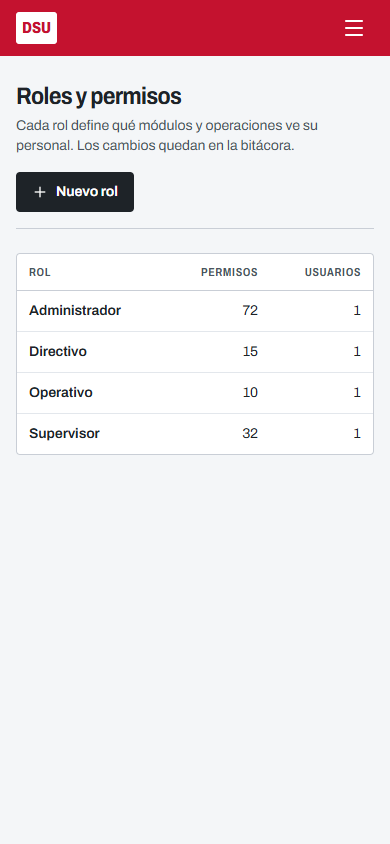 DSU
Roles y permisos
Cada rol define qué módulos y operaciones ve su
personal. Los cambios quedan en la bitácora.
+ Nuevo rol
ROL PERMISOS USUARIOS
Administrador 72 1
Directivo 15 1
Operativo 10 1
Supervisor 32 1